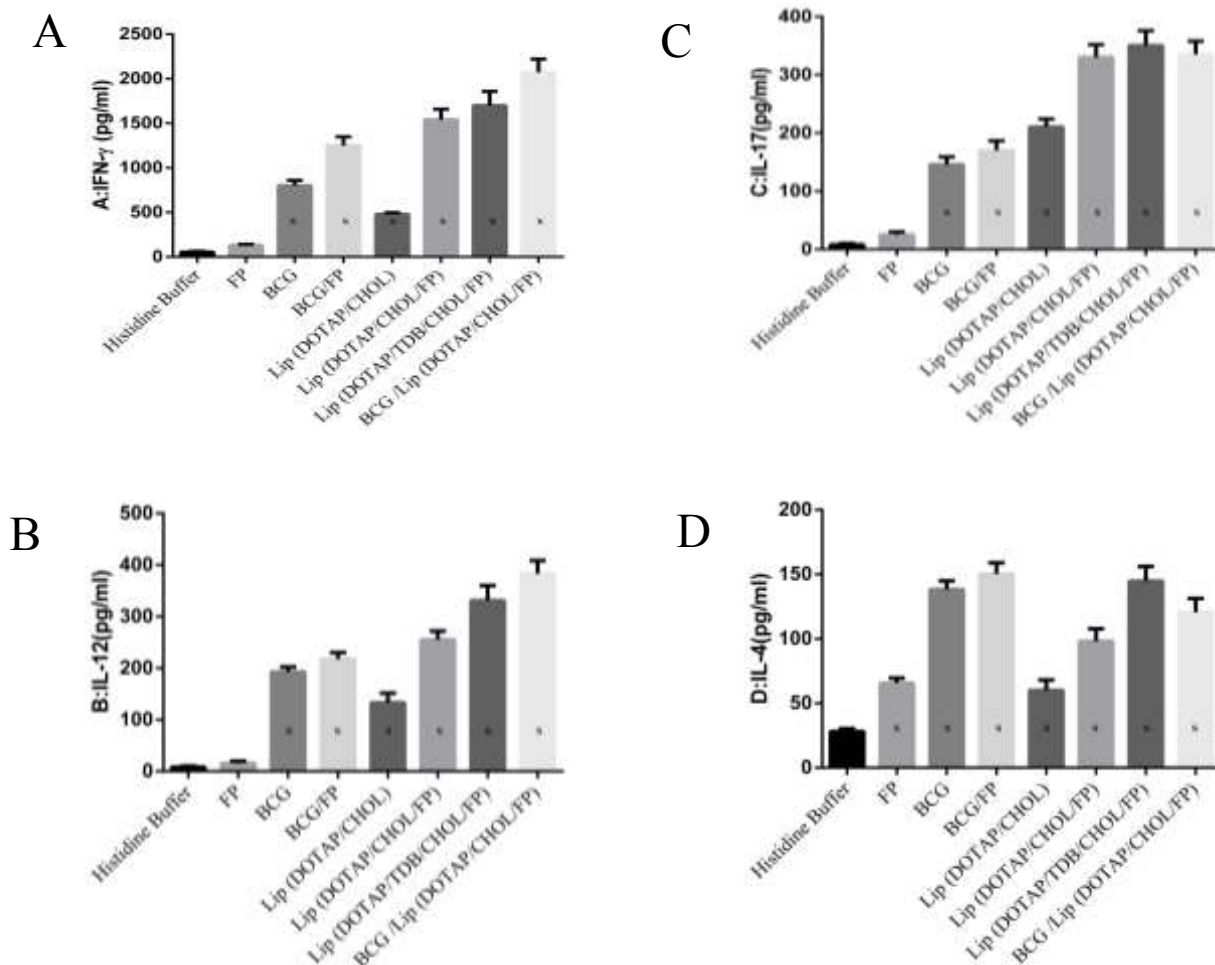 A
A:IFN-γ (pg/ml)
2500
2000
1500
1000
500
0
Histidine Buffer
FP
BCG
BCG/FP
Lip (DOTAP/CHOL)
Lip (DOTAP/CHOL/FP)
Lip (DOTAP/TDB/CHOL/FP)
BCG /Lip (DOTAP/CHOL/FP)
C
C:IL-17(pg/ml)
400
300
200
100
0
Histidine Buffer
FP
BCG
BCG/FP
Lip (DOTAP/CHOL)
Lip (DOTAP/CHOL/FP)
Lip (DOTAP/TDB/CHOL/FP)
BCG /Lip (DOTAP/CHOL/FP)
B
B:IL-12(pg/ml)
500
400
300
200
100
0
Histidine Buffer
FP
BCG
BCG/FP
Lip (DOTAP/CHOL)
Lip (DOTAP/CHOL/FP)
Lip (DOTAP/TDB/CHOL/FP)
BCG /Lip (DOTAP/CHOL/FP)
D
D:IL-4(pg/ml)
200
150
100
50
0
Histidine Buffer
FP
BCG
BCG/FP
Lip (DOTAP/CHOL)
Lip (DOTAP/CHOL/FP)
Lip (DOTAP/TDB/CHOL/FP)
BCG /Lip (DOTAP/CHOL/FP)